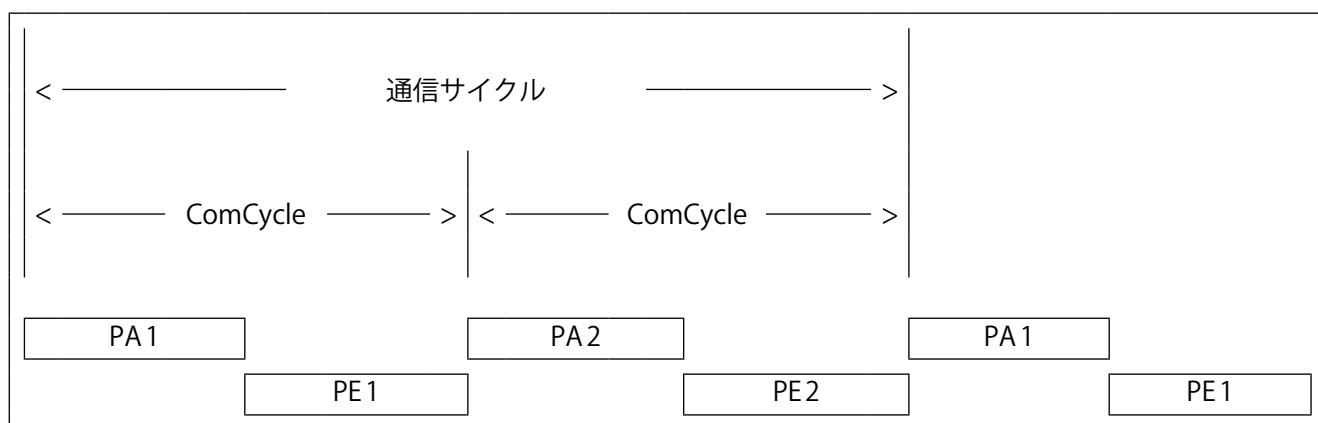 < 通信サイクル >
< ComCycle > < ComCycle >
PA1 PA2 PA1
PE1 PE2 PE1